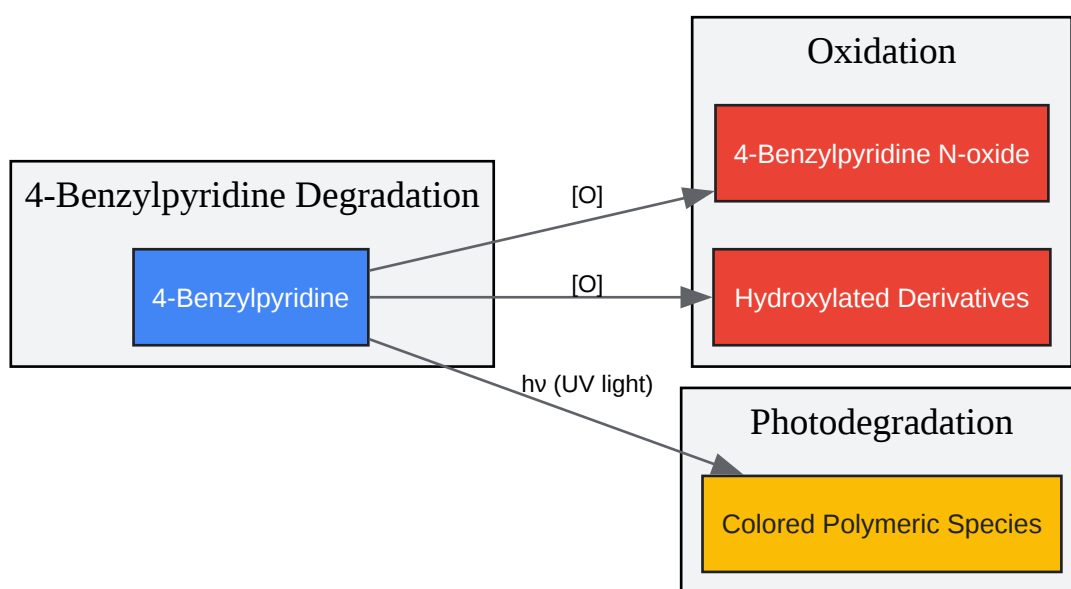 4-Benzylpyridine Degradation
4-Benzylpyridine
[O]
[O]
hν (UV light)
Oxidation
4-Benzylpyridine N-oxide
Hydroxylated Derivatives
Photodegradation
Colored Polymeric Species